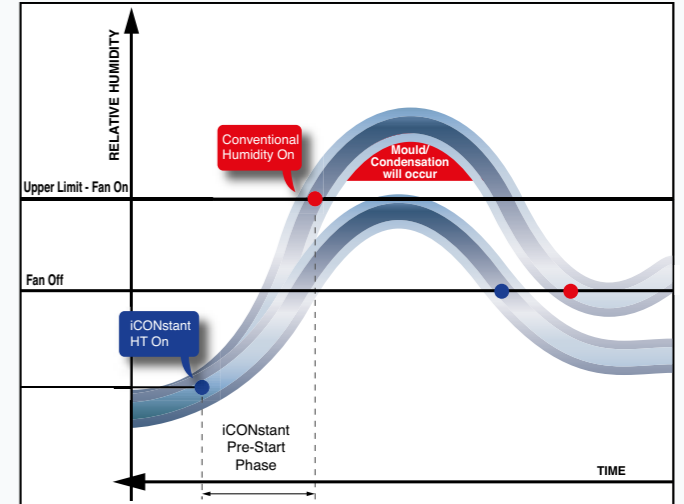 RELATIVE HUMIDITY
Conventional
Humidity On
Mould/
Condensation
will occur
Upper Limit - Fan On
Fan Off
iCONstant
HT On
iCONstant
Pre-Start
Phase
TIME